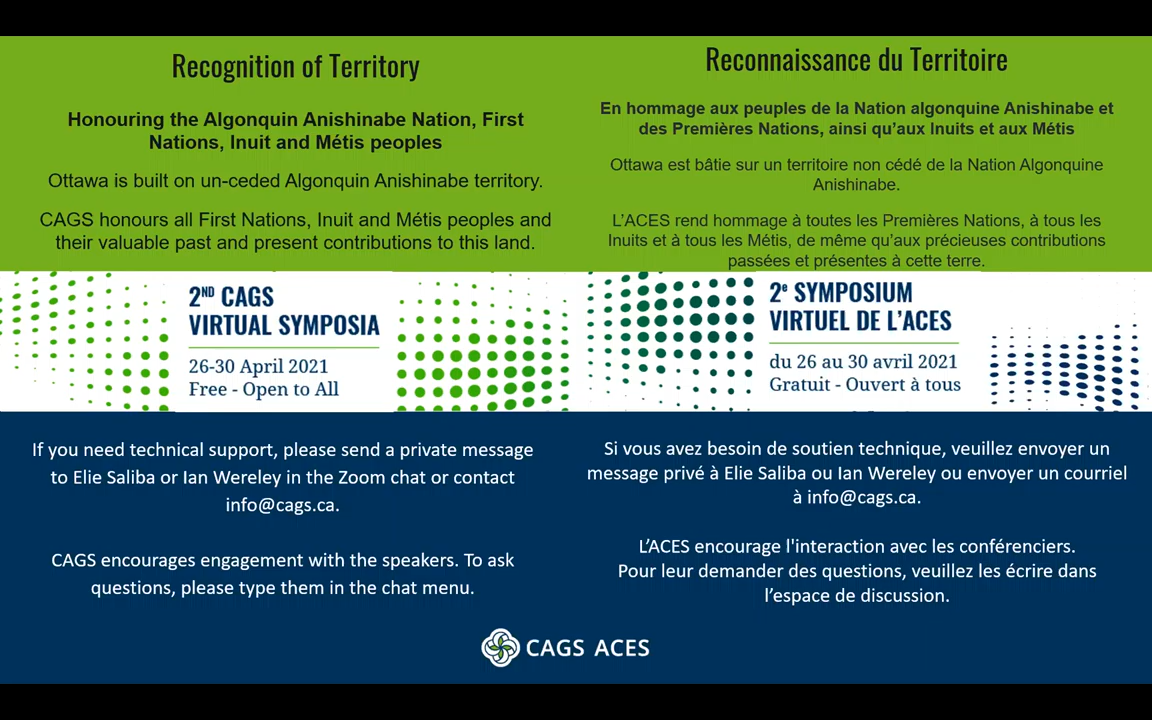 Recognition of Territory
Honouring the Algonquin Anishinabe Nation, First
Nations, Inuit and Métis peoples
Ottawa is built on un-ceded Algonquin Anishinabe territory.
CAGS honours all First Nations, Inuit and Métis peoples and
their valuable past and present contributions to this land.
Reconnaissance du Territoire
En hommage aux peuples de la Nation algonquine Anishinabe et
des Premières Nations, ainsi qu'aux Inuits et aux Métis
Ottawa est bâtie sur un territoire non cédé de la Nation Algonquine
Anishinabe.
L'ACES rend hommage à toutes les Premières Nations, à tous les
Inuits et à tous les Métis, de même qu'aux précieuses contributions
passées et présentes à cette terre.
2ND CAGS
VIRTUAL SYMPOSIA
26-30 April 2021
Free - Open to All
2e SYMPOSIUM
VIRTUEL DE L'ACES
du 26 au 30 avril 2021
Gratuit - Ouvert à tous
If you need technical support, please send a private message
to Elie Saliba or Ian Wereley in the Zoom chat or contact
info@cags.ca.
CAGS encourages engagement with the speakers. To ask
questions, please type them in the chat menu.
Si vous avez besoin de soutien technique, veuillez envoyer un
message privé à Elie Saliba ou Ian Wereley ou envoyer un courriel
à info@cags.ca.
L'ACES encourage l'interaction avec les conférenciers.
Pour leur demander des questions, veuillez les écrire dans
l'espace de discussion.
CAGS ACES